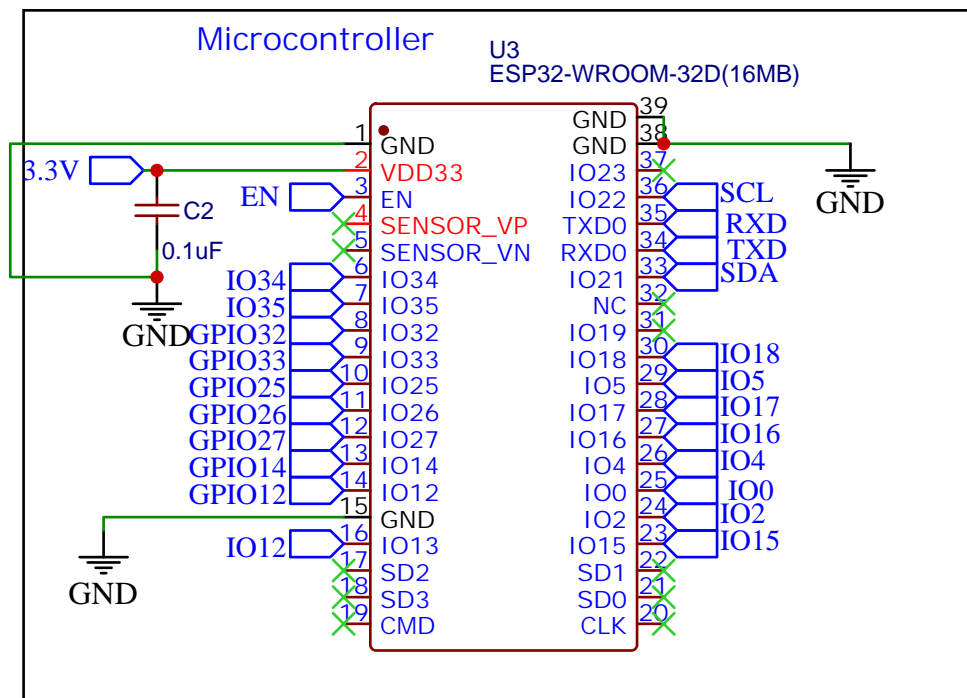 Microcontroller
U3
ESP32-WROOM-32D(16MB)
3.3V
C2
0.1uF
GND
EN
IO34
IO35
GPIO32
GPIO33
GPIO25
GPIO26
GPIO27
GPIO14
GPIO12
IO12
GND
1 GND
2 VDD33
3 EN
4 SENSOR_VP
5 SENSOR_VN
6 IO34
7 IO35
8 IO32
9 IO33
10 IO25
11 IO26
12 IO27
13 IO14
14 IO12
15 GND
16 IO13
17 SD2
18 SD3
19 CMD
GND 39
GND 38
IO23 37
IO22 36 SCL
TXD0 35 RXD
RXD0 34 TXD
IO21 33 SDA
NC 32
IO19 31
IO18 30 IO18
IO5 29 IO5
IO17 28 IO17
IO16 27 IO16
IO4 26 IO4
IO0 25 IO0
IO2 24 IO2
IO15 23 IO15
SD1 22
SD0 21
CLK 20
GND